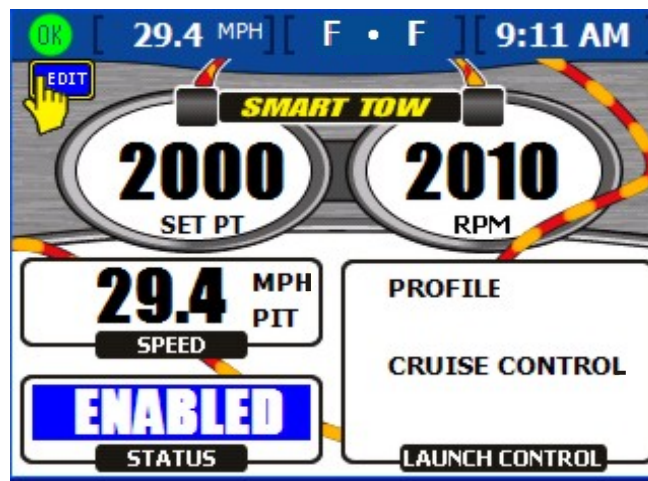 OK [ 29.4 MPH ] [ F • F ] [ 9:11 AM ]
EDIT
SMART TOW
2000 2010
SET PT RPM
29.4 MPH PIT
SPEED
PROFILE
CRUISE CONTROL
ENABLED
STATUS
LAUNCH CONTROL